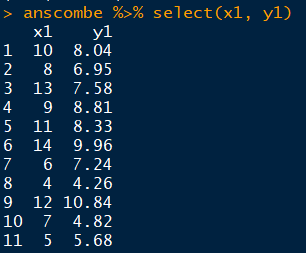 > anscombe %>% select(x1, y1)
   x1    y1
1  10  8.04
2   8  6.95
3  13  7.58
4   9  8.81
5  11  8.33
6  14  9.96
7   6  7.24
8   4  4.26
9  12 10.84
10  7  4.82
11  5  5.68